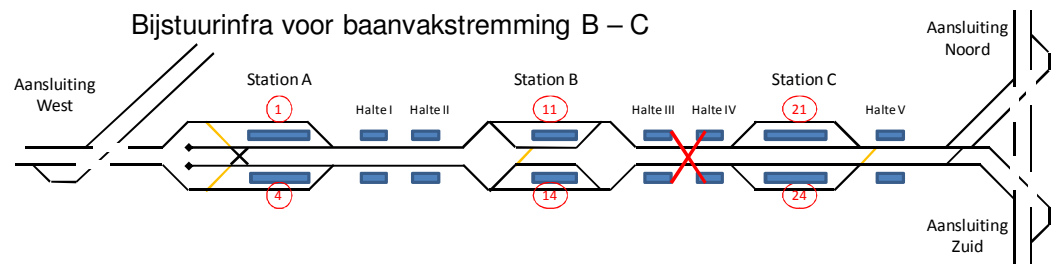 Bijstuurinfra voor baanvakstremming B – C
Aansluiting
Noord
Aansluiting
West
Station A
Station B
Station C
1
Halte I
Halte II
11
Halte III
Halte IV
21
Halte V
4
14
24
Aansluiting
Zuid